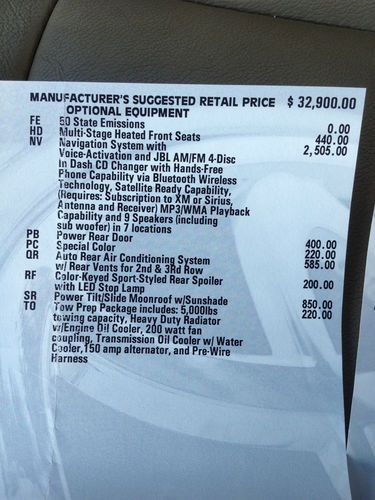 MANUFACTURER'S SUGGESTED RETAIL PRICE $ 32,900.00
OPTIONAL EQUIPMENT
FE 50 State Emissions 0.00
HD Multi-Stage Heated Front Seats 440.00
NV Navigation System with 2,505.00
Voice-Activation and JBL AM/FM 4-Disc
In Dash CD Changer with Hands-Free
Phone Capability via Bluetooth Wireless
Technology, Satellite Ready Capability,
(Requires: Subscription to XM or Sirius,
Antenna and Receiver) MP3/WMA Playback
Capability and 9 Speakers (including
sub woofer) in 7 locations
PB Power Rear Door 400.00
PC Special Color 220.00
QR Auto Rear Air Conditioning System 585.00
w/ Rear Vents for 2nd & 3rd Row
RF Color-Keyed Sport-Styled Rear Spoiler 200.00
with LED Stop Lamp
SR Power Tilt/Slide Moonroof w/Sunshade 850.00
TO Tow Prep Package includes: 5,000lbs 220.00
towing capacity, Heavy Duty Radiator
w/Engine Oil Cooler, 200 watt fan
coupling, Transmission Oil Cooler w/ Water
Cooler,150 amp alternator, and Pre-Wire
Harness